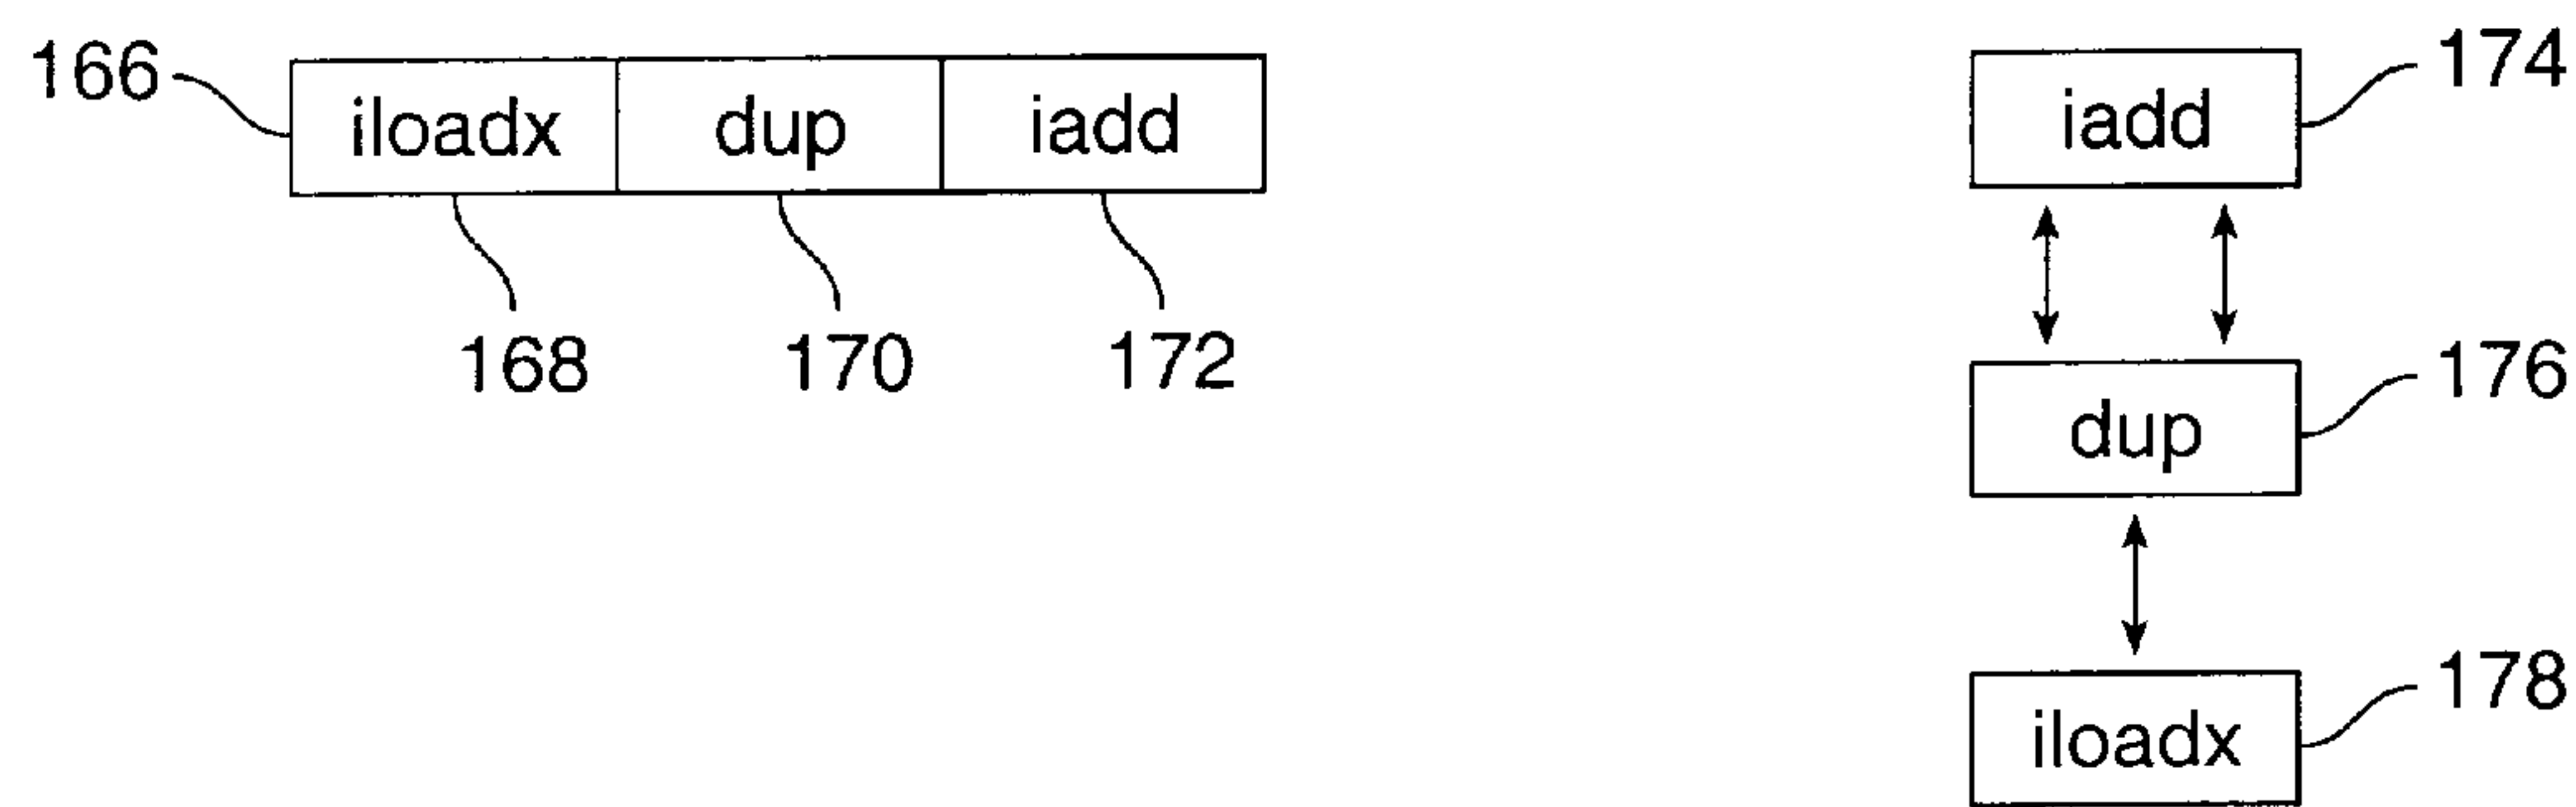 166 iloadx dup iadd
168 170 172
iadd 174
dup 176
iloadx 178